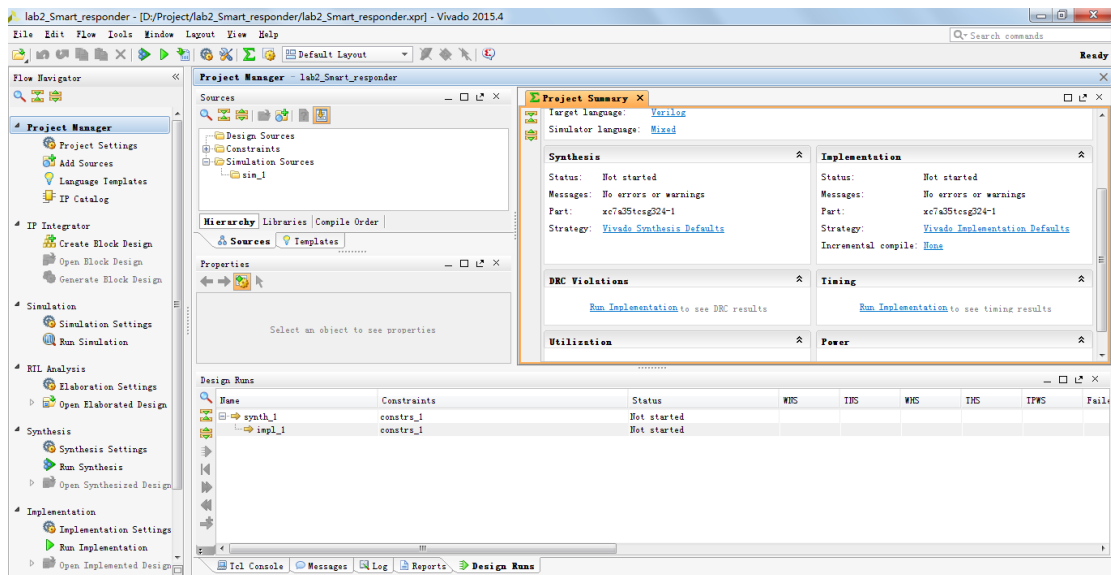 lab2_Smart_responder - [D:/Project/lab2_Smart_responder/lab2_Smart_responder.xpr] - Vivado 2015.4
File Edit Flow Tools Window Layout View Help
Search commands
Default Layout
Ready
Flow Navigator
Project Manager
Project Settings
Add Sources
Language Templates
IP Catalog
IP Integrator
Create Block Design
Open Block Design
Generate Block Design
Simulation
Simulation Settings
Run Simulation
RTL Analysis
Elaboration Settings
Open Elaborated Design
Synthesis
Synthesis Settings
Run Synthesis
Open Synthesized Design
Implementation
Implementation Settings
Run Implementation
Open Implemented Design
Project Manager - lab2_Smart_responder
Sources
Design Sources
Constraints
Simulation Sources
sim_1
Hierarchy Libraries Compile Order
Sources Templates
Properties
Select an object to see properties
Project Summary
Target language: Verilog
Simulator language: Mixed
Synthesis
Status: Not started
Messages: No errors or warnings
Part: xc7a35tcsg324-1
Strategy: Vivado Synthesis Defaults
Implementation
Status: Not started
Messages: No errors or warnings
Part: xc7a35tcsg324-1
Strategy: Vivado Implementation Defaults
Incremental compile: None
DRC Violations
Run Implementation to see DRC results
Timing
Run Implementation to see timing results
Utilization
Power
Design Runs
Name Constraints Status WNS TNS WHS THS TPWS Faile
synth_1 constrs_1 Not started
impl_1 constrs_1 Not started
Tcl Console Messages Log Reports Design Runs